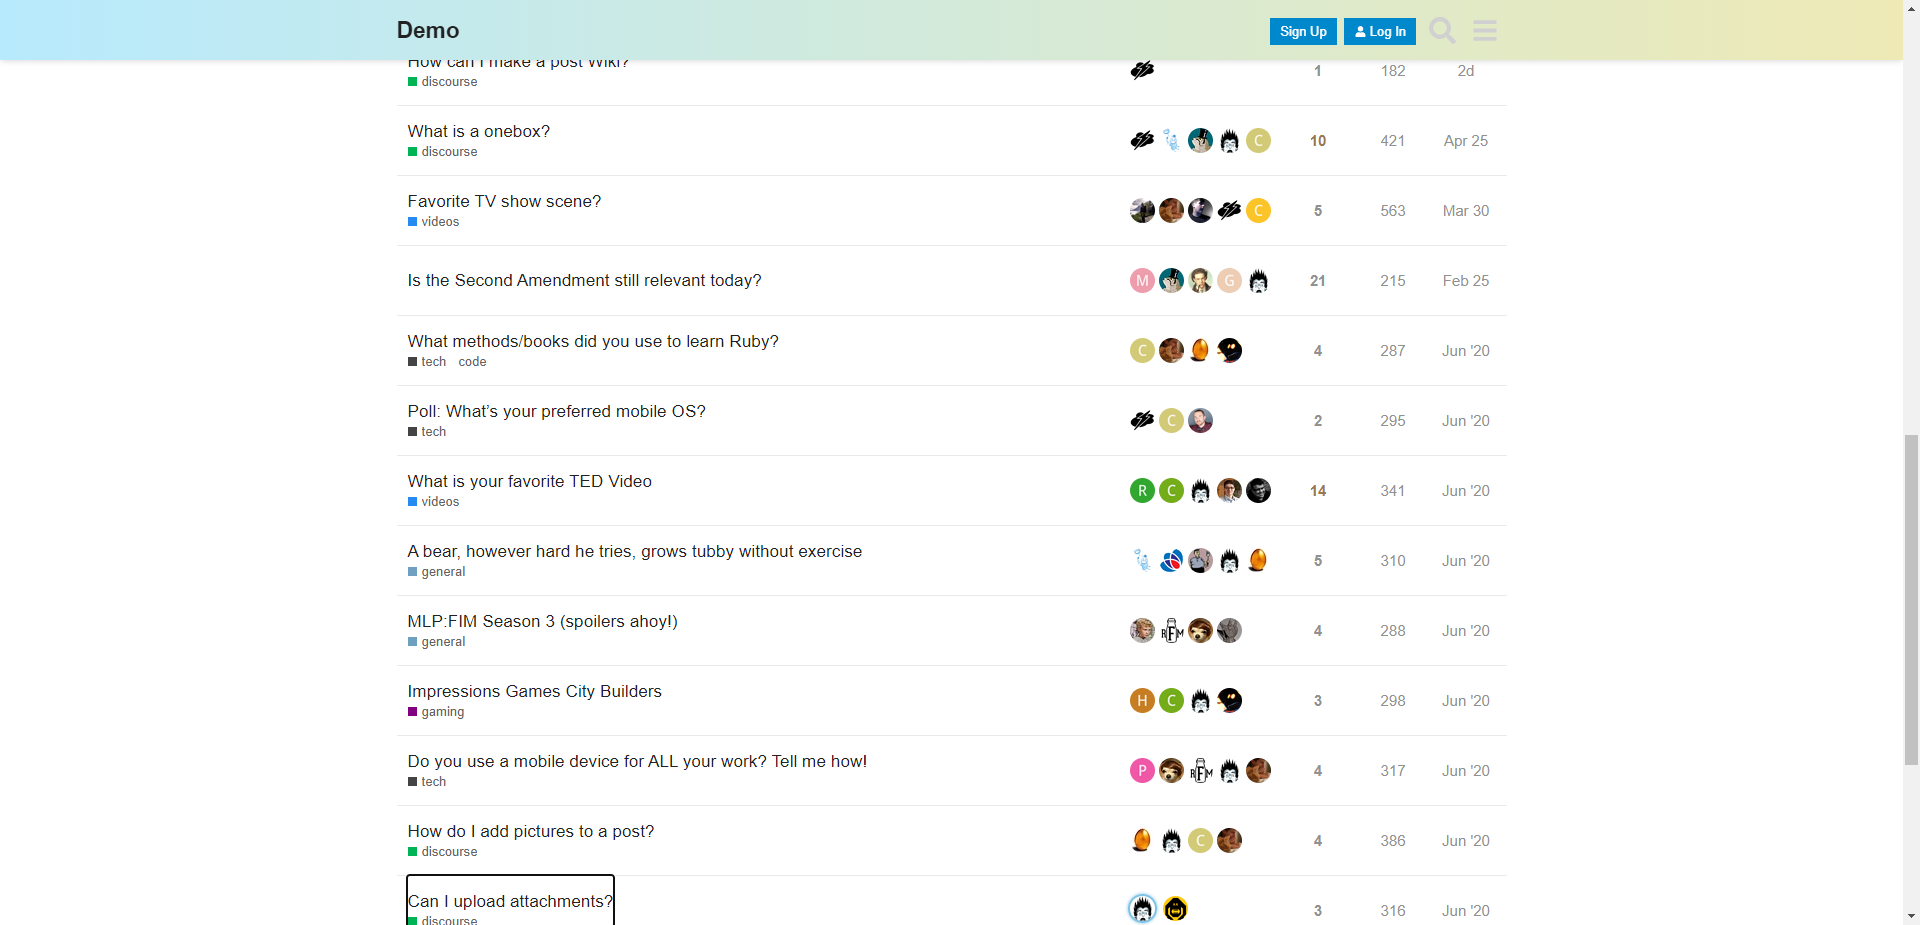 Demo
Sign Up
Log In
How can I make a post Wiki?
discourse
1 182 2d
What is a onebox?
discourse
C
10 421 Apr 25
Favorite TV show scene?
videos
C
5 563 Mar 30
Is the Second Amendment still relevant today?
M G
21 215 Feb 25
What methods/books did you use to learn Ruby?
tech code
C
4 287 Jun '20
Poll: What’s your preferred mobile OS?
tech
C
2 295 Jun '20
What is your favorite TED Video
videos
R C
14 341 Jun '20
A bear, however hard he tries, grows tubby without exercise
general
5 310 Jun '20
MLP:FIM Season 3 (spoilers ahoy!)
general
RFM
4 288 Jun '20
Impressions Games City Builders
gaming
H C
3 298 Jun '20
Do you use a mobile device for ALL your work? Tell me how!
tech
P RFM
4 317 Jun '20
How do I add pictures to a post?
discourse
C
4 386 Jun '20
Can I upload attachments?
discourse
3 316 Jun '20